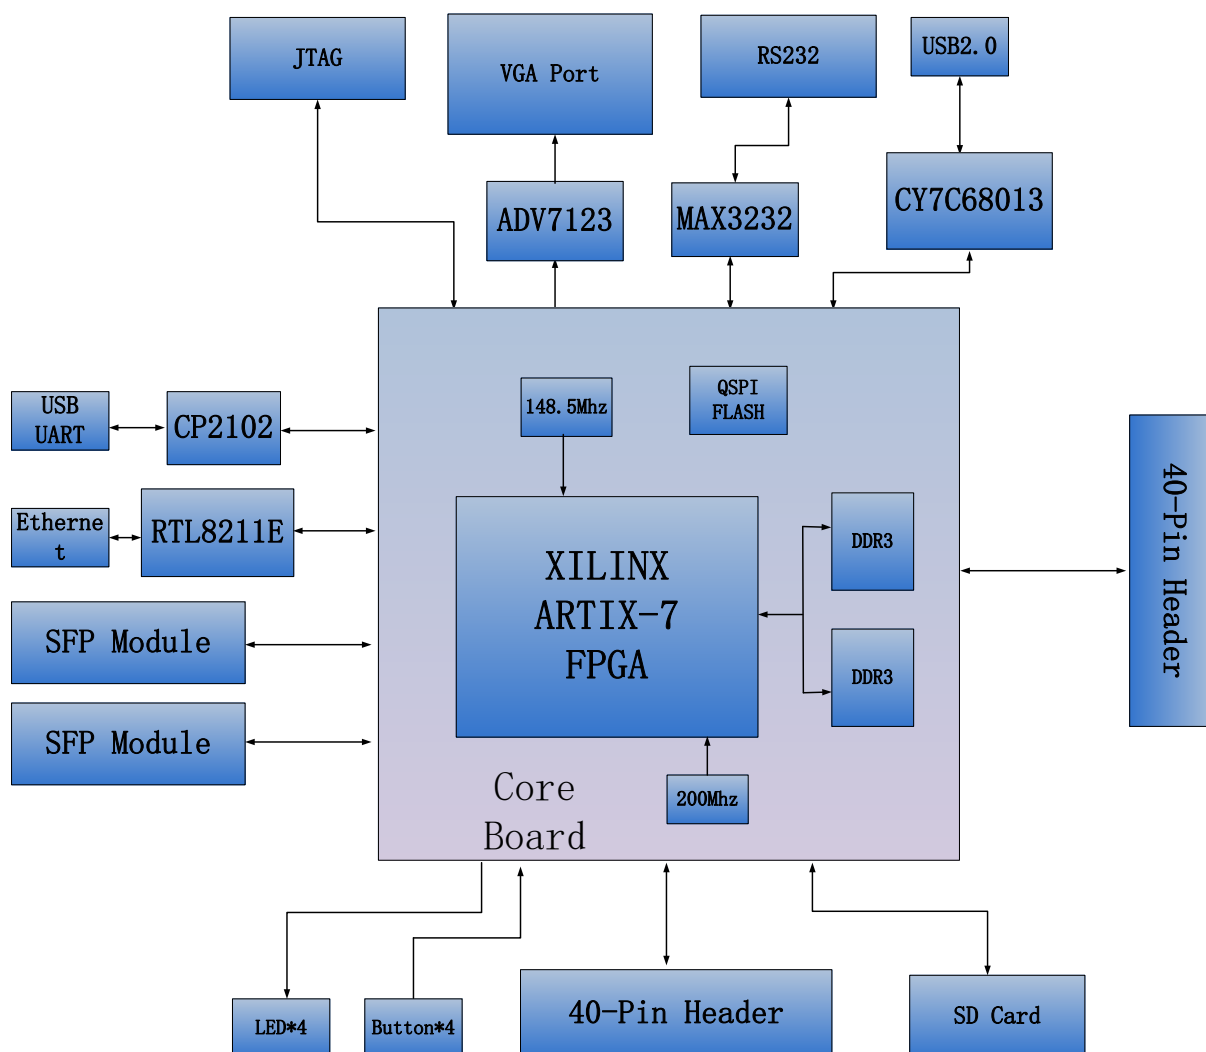 JTAG
VGA Port
RS232
USB2.0
ADV7123
MAX3232
CY7C68013
USB
UART
CP2102
148.5Mhz
QSPI
FLASH
Etherne
t
RTL8211E
XILINX
ARTIX-7
FPGA
DDR3
DDR3
40-Pin Header
SFP Module
SFP Module
200Mhz
Core
Board
LED*4
Button*4
40-Pin Header
SD Card